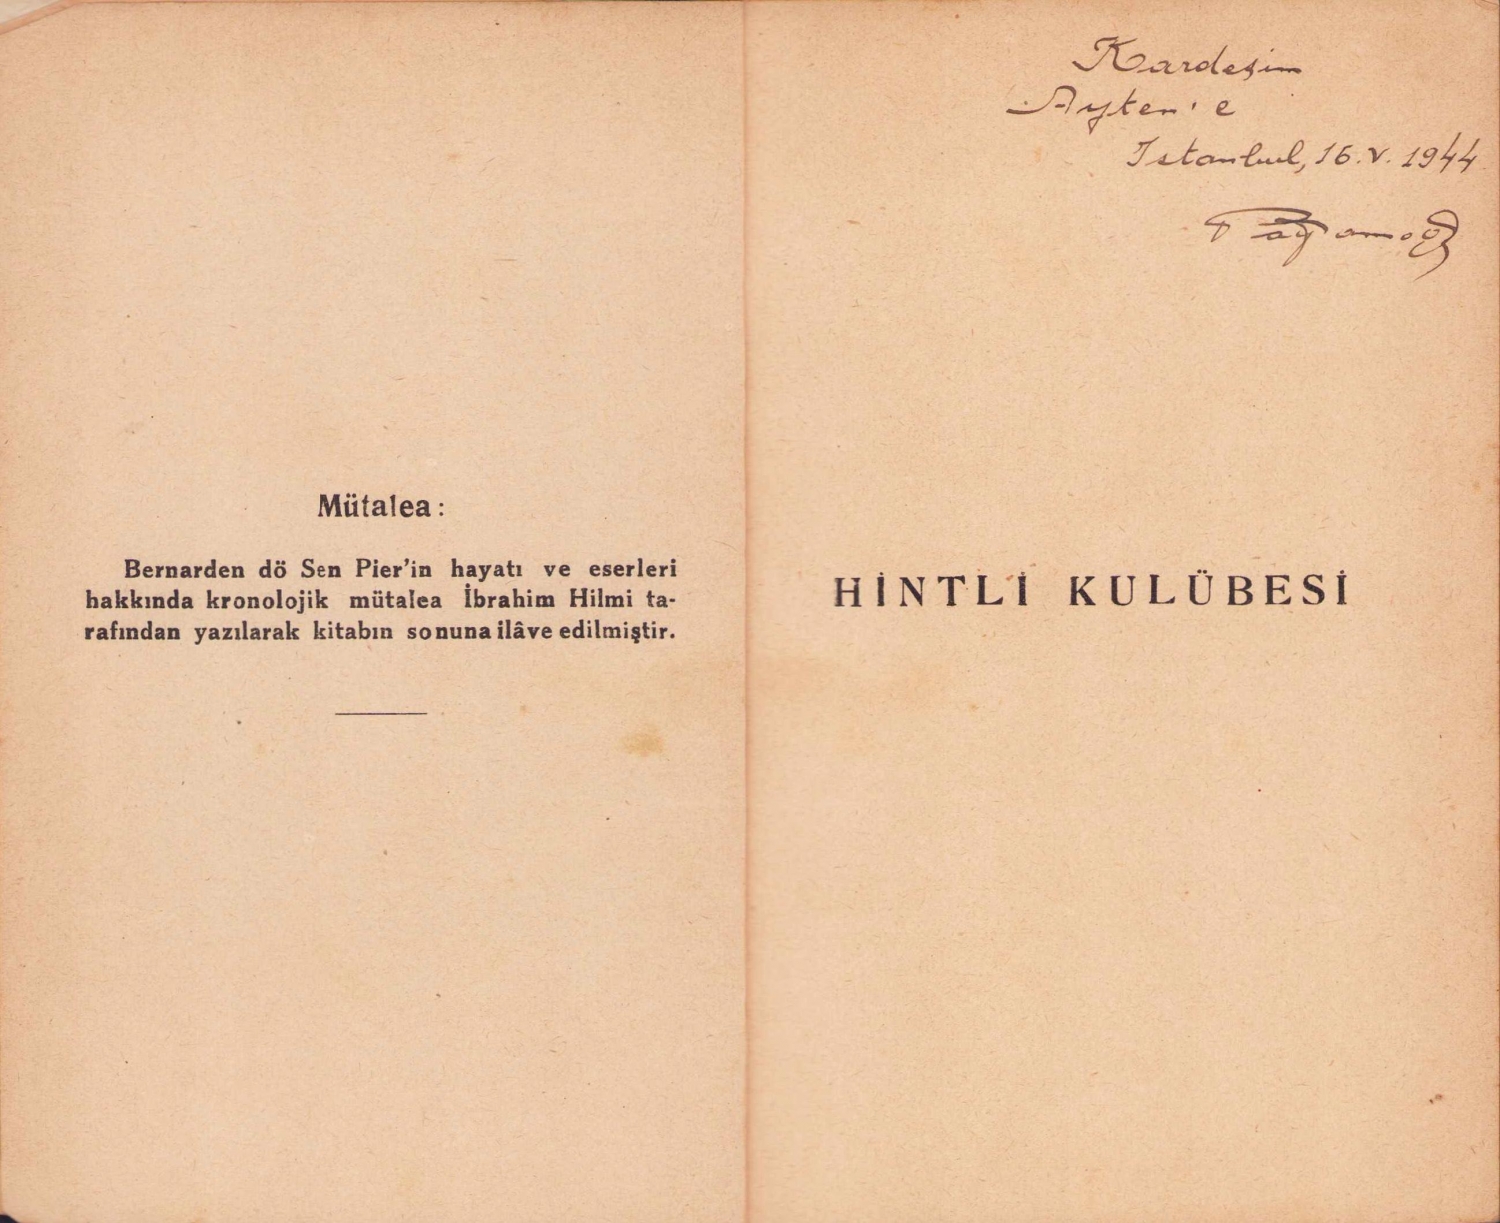 Mütalea:
Bernarden dö Sen Pier'in hayatı ve eserleri
hakkında kronolojik mütalea İbrahim Hilmi ta-
rafından yazılarak kitabın sonuna ilâve edilmiştir.
Kardeşim
Ayten'e
Istanbul, 16.V.1944
HİNTLİ KULÜBESİ